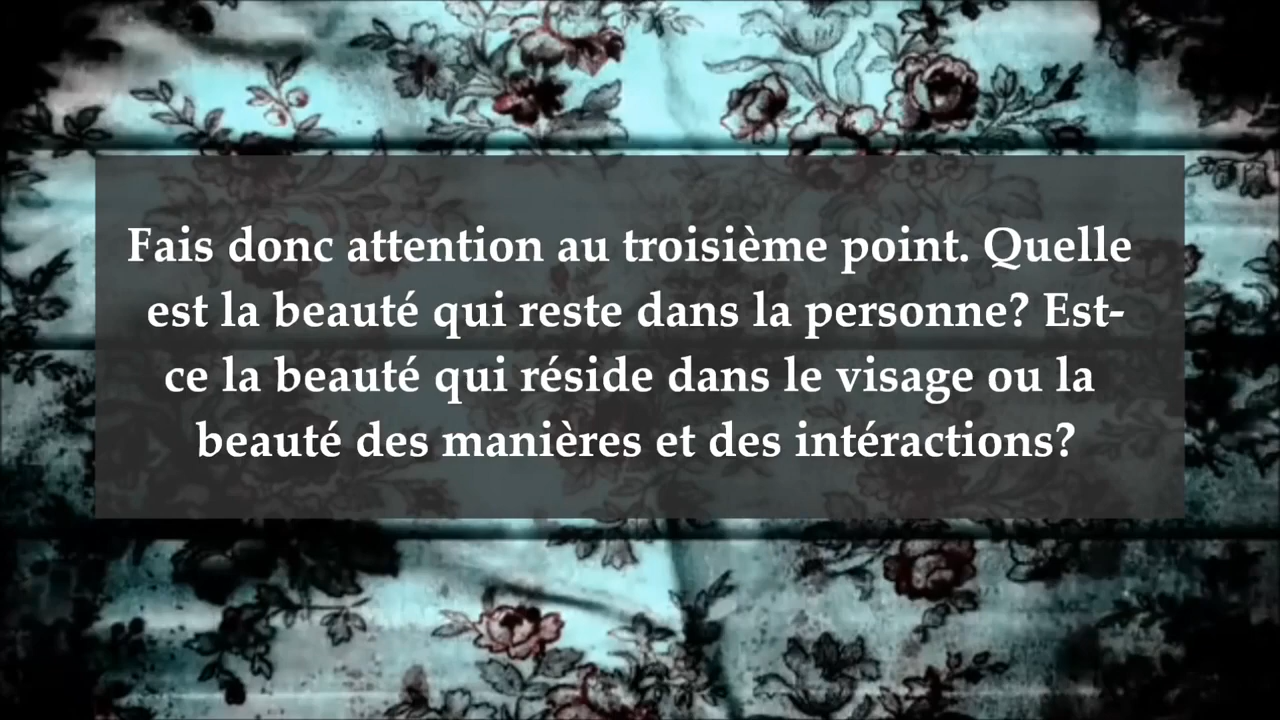 Fais donc attention au troisième point. Quelle
est la beauté qui reste dans la personne? Est-
ce la beauté qui réside dans le visage ou la
beauté des manières et des intéractions?